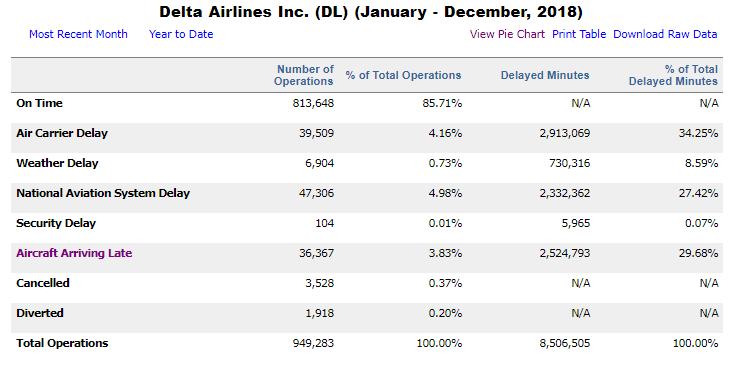 Delta Airlines Inc. (DL) (January - December, 2018)
Most Recent Month Year to Date View Pie Chart Print Table Download Raw Data
Number of Operations % of Total Operations Delayed Minutes % of Total Delayed Minutes
On Time 813,648 85.71% N/A N/A
Air Carrier Delay 39,509 4.16% 2,913,069 34.25%
Weather Delay 6,904 0.73% 730,316 8.59%
National Aviation System Delay 47,306 4.98% 2,332,362 27.42%
Security Delay 104 0.01% 5,965 0.07%
Aircraft Arriving Late 36,367 3.83% 2,524,793 29.68%
Cancelled 3,528 0.37% N/A N/A
Diverted 1,918 0.20% N/A N/A
Total Operations 949,283 100.00% 8,506,505 100.00%